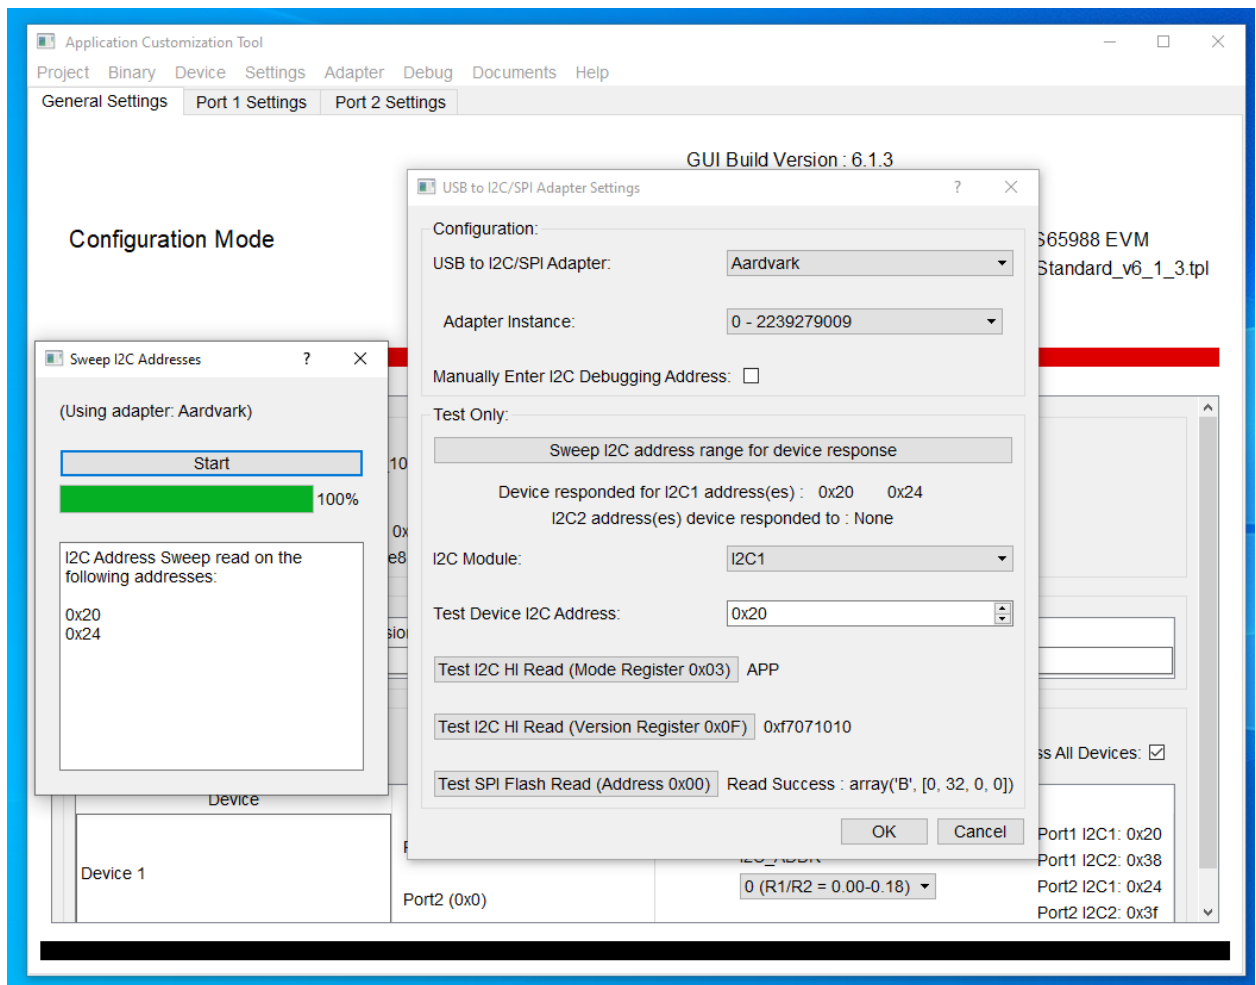 Application Customization Tool
Project Binary Device Settings Adapter Debug Documents Help
General Settings Port 1 Settings Port 2 Settings
GUI Build Version : 6.1.3
Configuration Mode
S65988 EVM
Standard_v6_1_3.tpl
USB to I2C/SPI Adapter Settings ?
Configuration:
USB to I2C/SPI Adapter: Aardvark
Adapter Instance: 0 - 2239279009
Manually Enter I2C Debugging Address:
Test Only:
Sweep I2C address range for device response
Device responded for I2C1 address(es) : 0x20 0x24
I2C2 address(es) device responded to : None
I2C Module: I2C1
Test Device I2C Address: 0x20
Test I2C HI Read (Mode Register 0x03) APP
Test I2C HI Read (Version Register 0x0F) 0xf7071010
Test SPI Flash Read (Address 0x00) Read Success : array('B', [0, 32, 0, 0])
OK Cancel
Sweep I2C Addresses ?
(Using adapter: Aardvark)
Start
100%
I2C Address Sweep read on the
following addresses:
0x20
0x24
_10
0x
e8
sion
ss All Devices:
Device
Device 1
Port2 (0x0)
0 (R1/R2 = 0.00-0.18)
Port1 I2C1: 0x20
Port1 I2C2: 0x38
Port2 I2C1: 0x24
Port2 I2C2: 0x3f